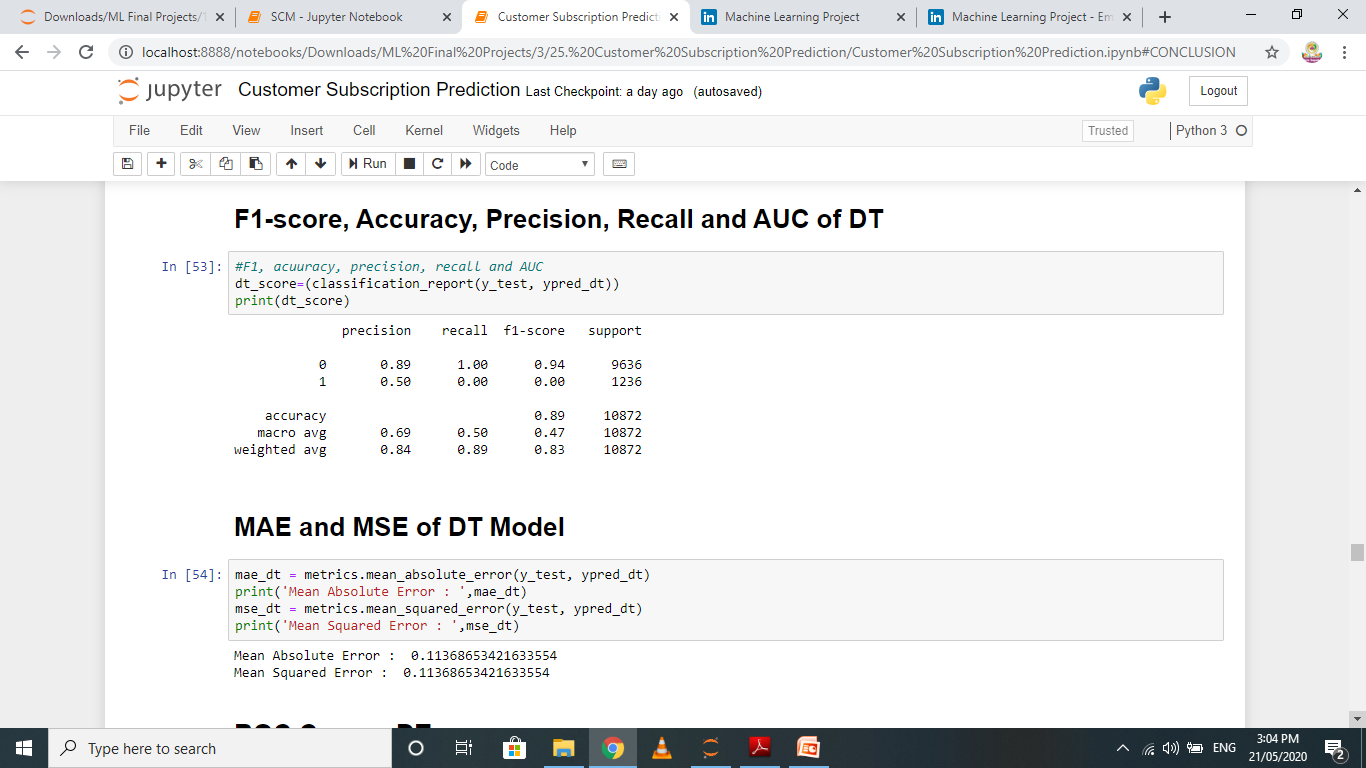 Downloads/ML Final Projects/
SCM - Jupyter Notebook
Customer Subscription Predict
Machine Learning Project
Machine Learning Project - Em
localhost:8888/notebooks/Downloads/ML%20Final%20Projects/3/25.%20Customer%20Subscription%20Prediction/Customer%20Subscription%20Prediction.ipynb#CONCLUSION
jupyter Customer Subscription Prediction Last Checkpoint: a day ago (autosaved) Logout
File Edit View Insert Cell Kernel Widgets Help Trusted Python 3
Run Code
F1-score, Accuracy, Precision, Recall and AUC of DT
In [53]: #F1, acuuracy, precision, recall and AUC
dt_score=(classification_report(y_test, ypred_dt))
print(dt_score)
precision recall f1-score support
0 0.89 1.00 0.94 9636
1 0.50 0.00 0.00 1236
accuracy 0.89 10872
macro avg 0.69 0.50 0.47 10872
weighted avg 0.84 0.89 0.83 10872
MAE and MSE of DT Model
In [54]: mae_dt = metrics.mean_absolute_error(y_test, ypred_dt)
print('Mean Absolute Error : ',mae_dt)
mse_dt = metrics.mean_squared_error(y_test, ypred_dt)
print('Mean Squared Error : ',mse_dt)
Mean Absolute Error :  0.11368653421633554
Mean Squared Error :  0.11368653421633554
Type here to search
ENG
3:04 PM
21/05/2020
2